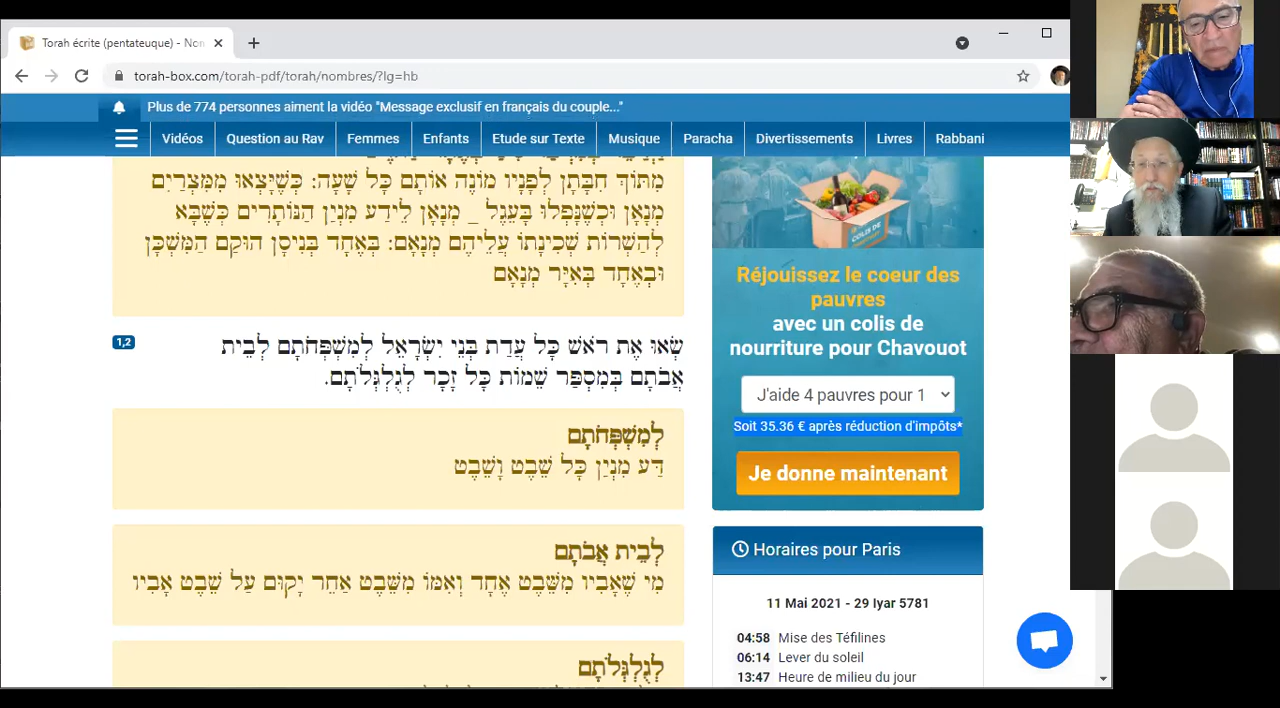 Torah écrite (pentateuque) - Non
torah-box.com/torah-pdf/torah/nombres/?lg=hb
Plus de 774 personnes aiment la vidéo "Message exclusif en français du couple..."
Vidéos Question au Rav Femmes Enfants Etude sur Texte Musique Paracha Divertissements Livres Rabbani
מִתּוֹךְ חִבָּתָן לְפָנָיו מוֹנֶה אוֹתָם כָּל שָׁעָה: כְּשֶׁיָּצְאוּ מִמִּצְרַיִם
מְנָאָן וּכְשֶׁנָּפְלוּ בָּעֵגֶל _ מְנָאָן לֵידַע מִנְיַן הַנּוֹתָרִים כְּשֶׁבָּא
לְהַשְׁרוֹת שְׁכִינָתוֹ עֲלֵיהֶם מְנָאָם: בְּאֶחָד בְּנִיסָן הוּקַם הַמִּשְׁכָּן
וּבְאֶחָד בְּאִיָּר מְנָאָם
1,2
שְׂאוּ אֶת רֹאשׁ כָּל עֲדַת בְּנֵי יִשְׂרָאֵל לְמִשְׁפְּחֹתָם לְבֵית
אֲבֹתָם בְּמִסְפַּר שֵׁמוֹת כָּל זָכָר לְגֻלְגְּלֹתָם.
לְמִשְׁפְּחֹתָם
דַּע מִנְיַן כָּל שֵׁבֶט וָשֵׁבֶט
לְבֵית אֲבֹתָם
מִי שֶׁאָבִיו מִשֵּׁבֶט אֶחָד וְאִמּוֹ מִשֵּׁבֶט אַחֵר יָקוּם עַל שֵׁבֶט אָבִיו
לְגֻלְגְּלֹתָם
COLIS DE
Réjouissez le coeur des
pauvres
avec un colis de
nourriture pour Chavouot
J'aide 4 pauvres pour 1
Soit 35.36 € après réduction d'impôts*
Je donne maintenant
Horaires pour Paris
11 Mai 2021 - 29 Iyar 5781
04:58 Mise des Téfilines
06:14 Lever du soleil
13:47 Heure de milieu du jour